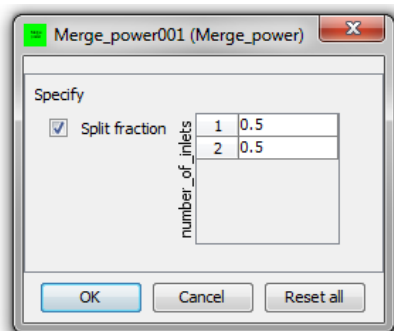 Merge_power001 (Merge_power)
Specify
Split fraction
number_of_inlets
1 0.5
2 0.5
OK Cancel Reset all